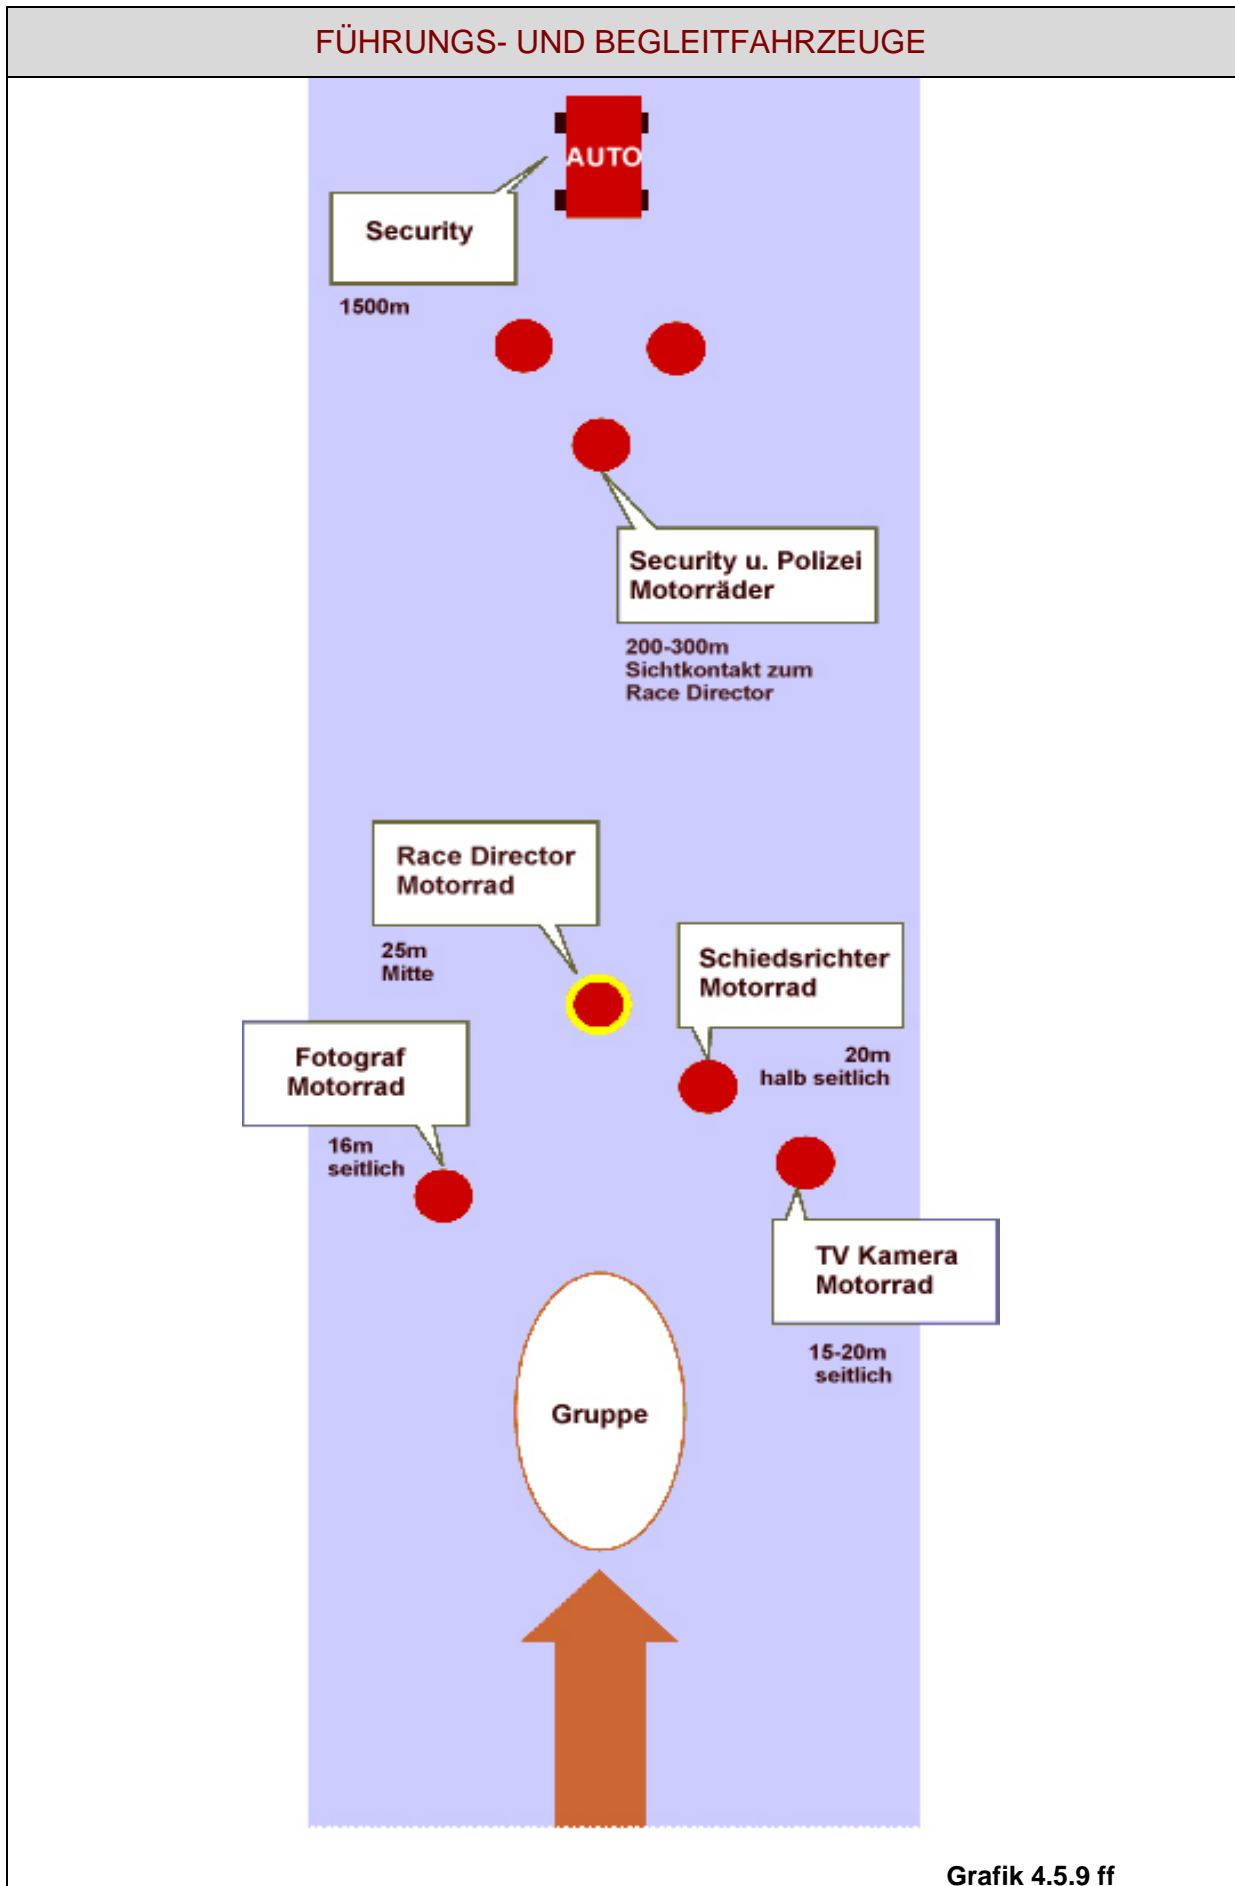 FÜHRUNGS- UND BEGLEITFAHRZEUGE
AUTO
Security
1500m
Security u. Polizei
Motorräder
200-300m
Sichtkontakt zum
Race Director
Race Director
Motorrad
25m
Mitte
Schiedsrichter
Motorrad
20m
halb seitlich
Fotograf
Motorrad
16m
seitlich
TV Kamera
Motorrad
15-20m
seitlich
Gruppe
Grafik 4.5.9 ff